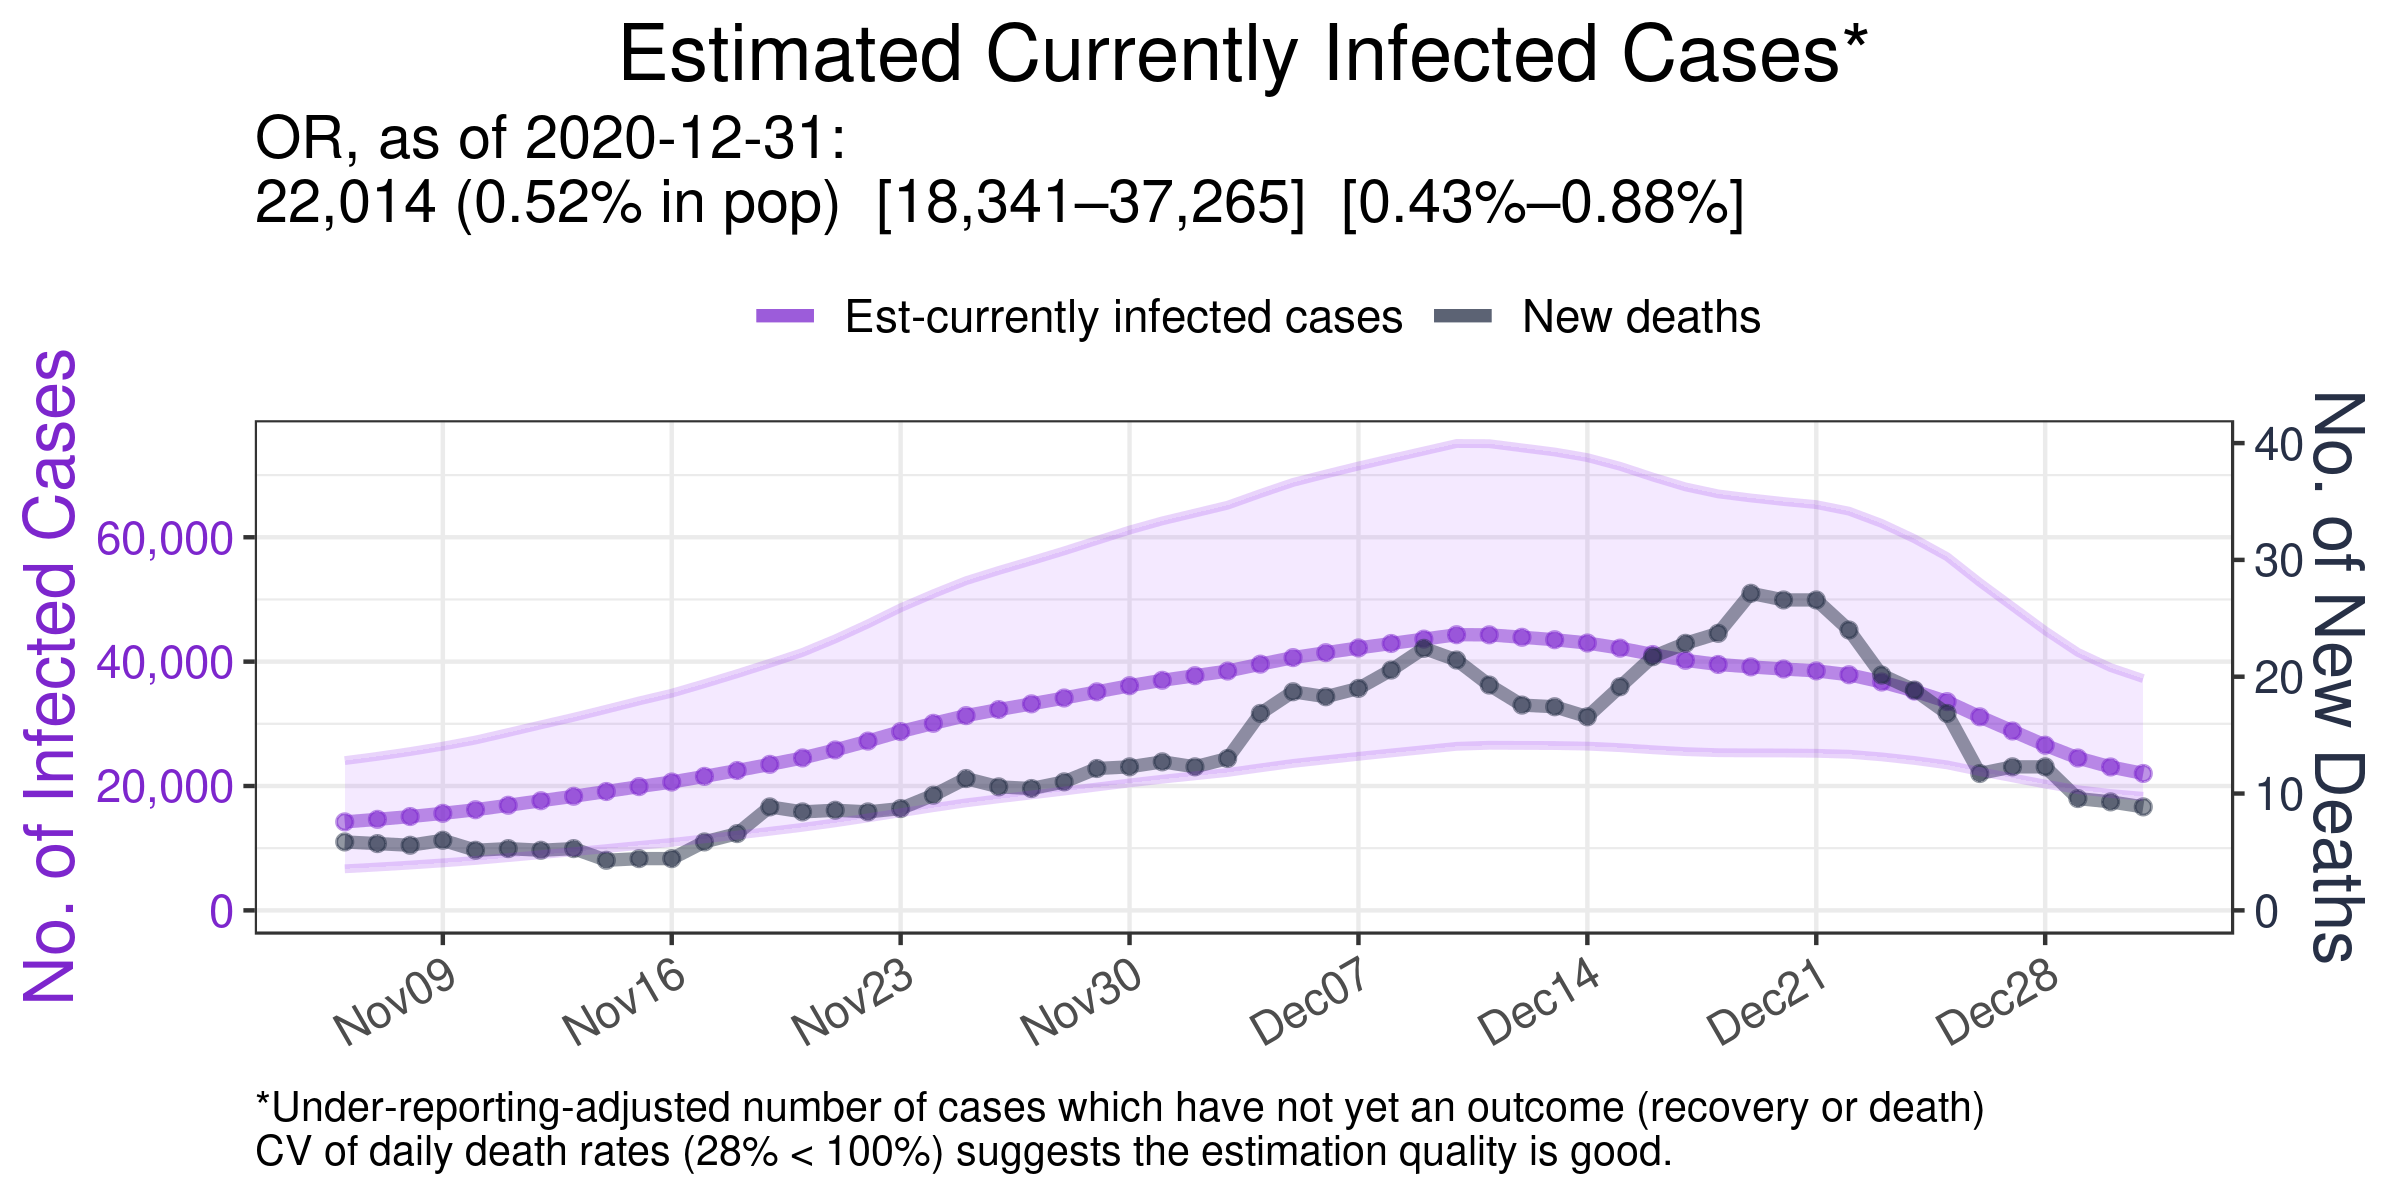 Estimated Currently Infected Cases*
OR, as of 2020-12-31:
22,014 (0.52% in pop)  [18,341–37,265]  [0.43%–0.88%]
Est-currently infected cases
New deaths
No. of Infected Cases
60,000
40,000
20,000
0
40
30
20
10
0
No. of New Deaths
Nov09
Nov16
Nov23
Nov30
Dec07
Dec14
Dec21
Dec28
*Under-reporting-adjusted number of cases which have not yet an outcome (recovery or death)
CV of daily death rates (28% < 100%) suggests the estimation quality is good.